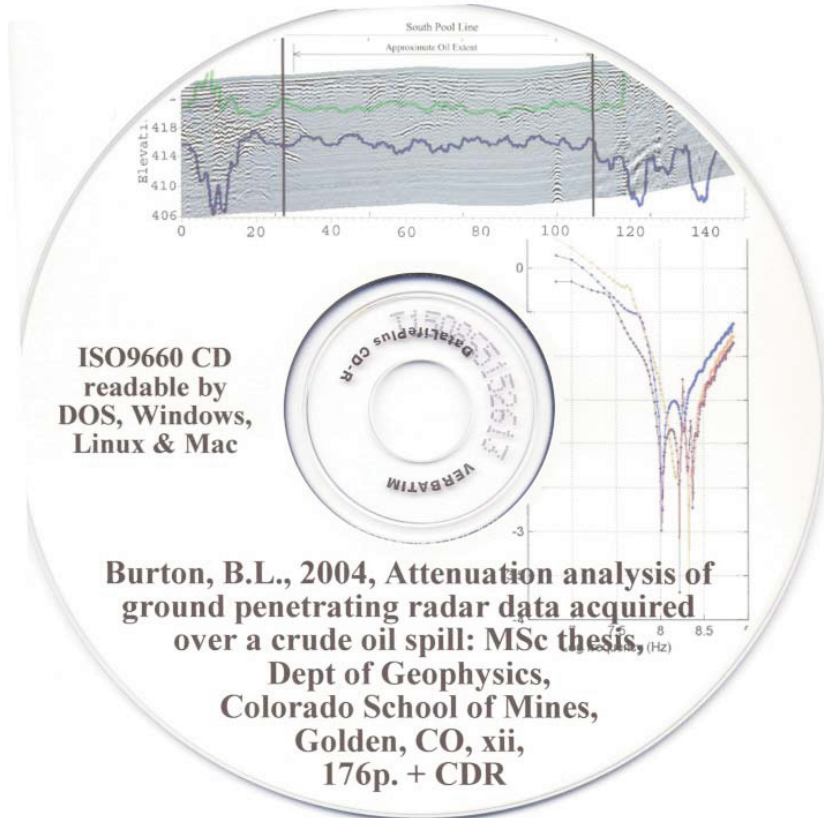 South Pool Line
Approximate Oil Extent
418
414
410
406
0 20 40 60 80 100 120 140
0
ISO9660 CD
readable by
DOS, Windows,
Linux & Mac
DataLifePlus CD-R
VERBATIM
-3
Burton, B.L., 2004, Attenuation analysis of
ground penetrating radar data acquired
over a crude oil spill: MSc thesis,
Dept of Geophysics,
Colorado School of Mines,
Golden, CO, xii,
176p. + CDR
7.5 8 8.5
(Hz)